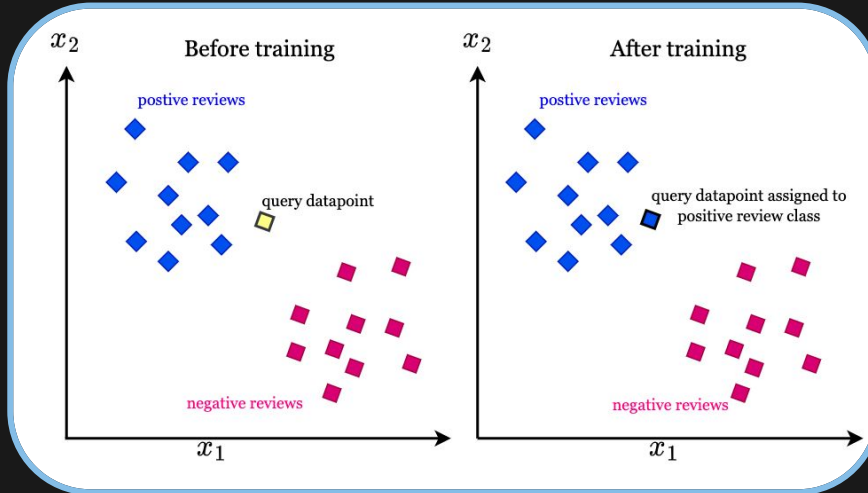 x2
Before training
postive reviews
query datapoint
negative reviews
x1
x2
After training
postive reviews
query datapoint assigned to
positive review class
negative reviews
x1